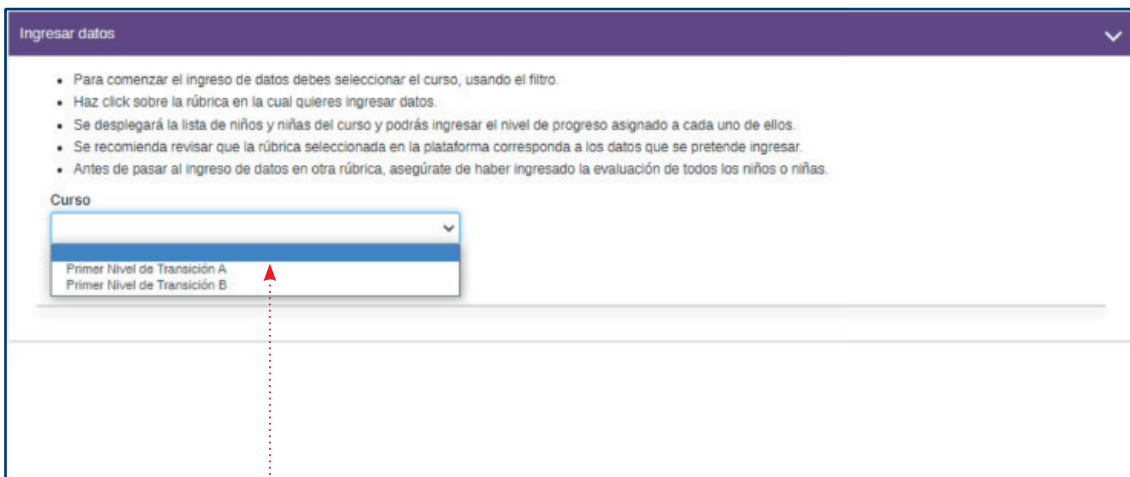 Ingresar datos
Para comenzar el ingreso de datos debes seleccionar el curso, usando el filtro.
Haz click sobre la rúbrica en la cual quieres ingresar datos.
Se desplegará la lista de niños y niñas del curso y podrás ingresar el nivel de progreso asignado a cada uno de ellos.
Se recomienda revisar que la rúbrica seleccionada en la plataforma corresponda a los datos que se pretende ingresar.
Antes de pasar al ingreso de datos en otra rúbrica, asegúrate de haber ingresado la evaluación de todos los niños o niñas.
Curso
Primer Nivel de Transición A
Primer Nivel de Transición B